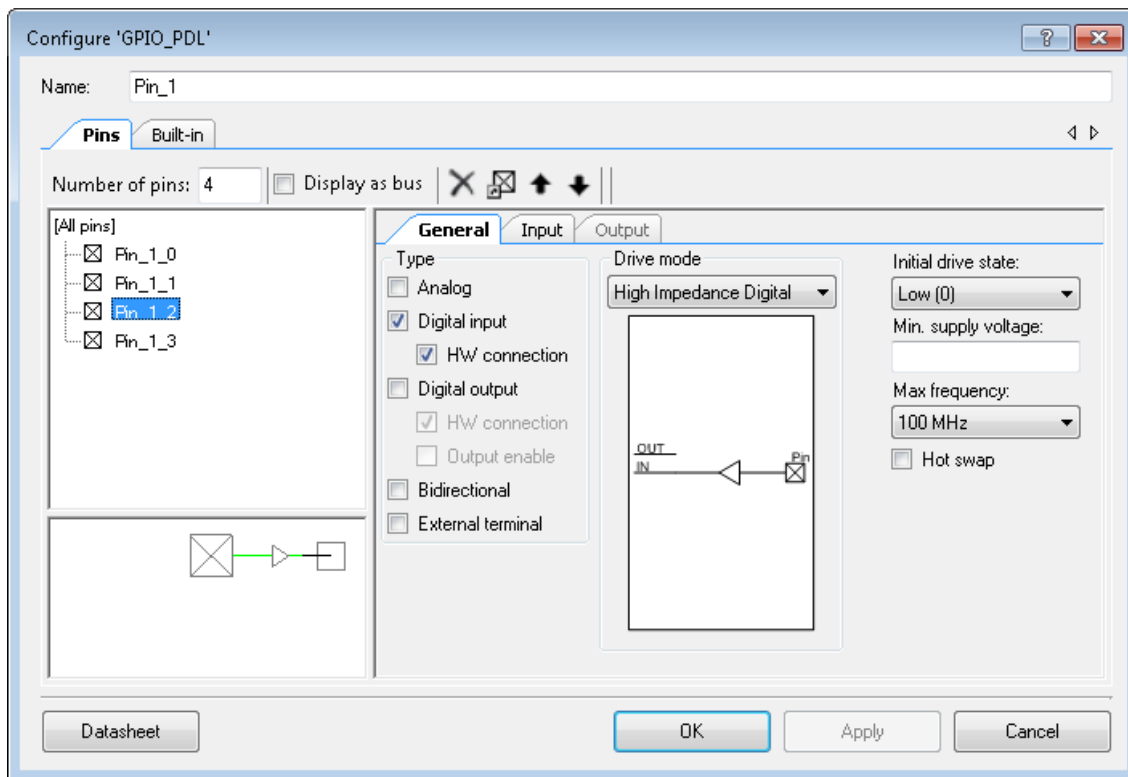 Configure 'GPIO_PDL'
Name: Pin_1
Pins Built-in
Number of pins: 4 Display as bus
[All pins]
Pin_1_0
Pin_1_1
Pin_1_2
Pin_1_3
General Input Output
Type
Analog
Digital input
HW connection
Digital output
HW connection
Output enable
Bidirectional
External terminal
Drive mode
High Impedance Digital
OUT
IN
Pin
Initial drive state:
Low (0)
Min. supply voltage:
Max frequency:
100 MHz
Hot swap
Datasheet OK Apply Cancel